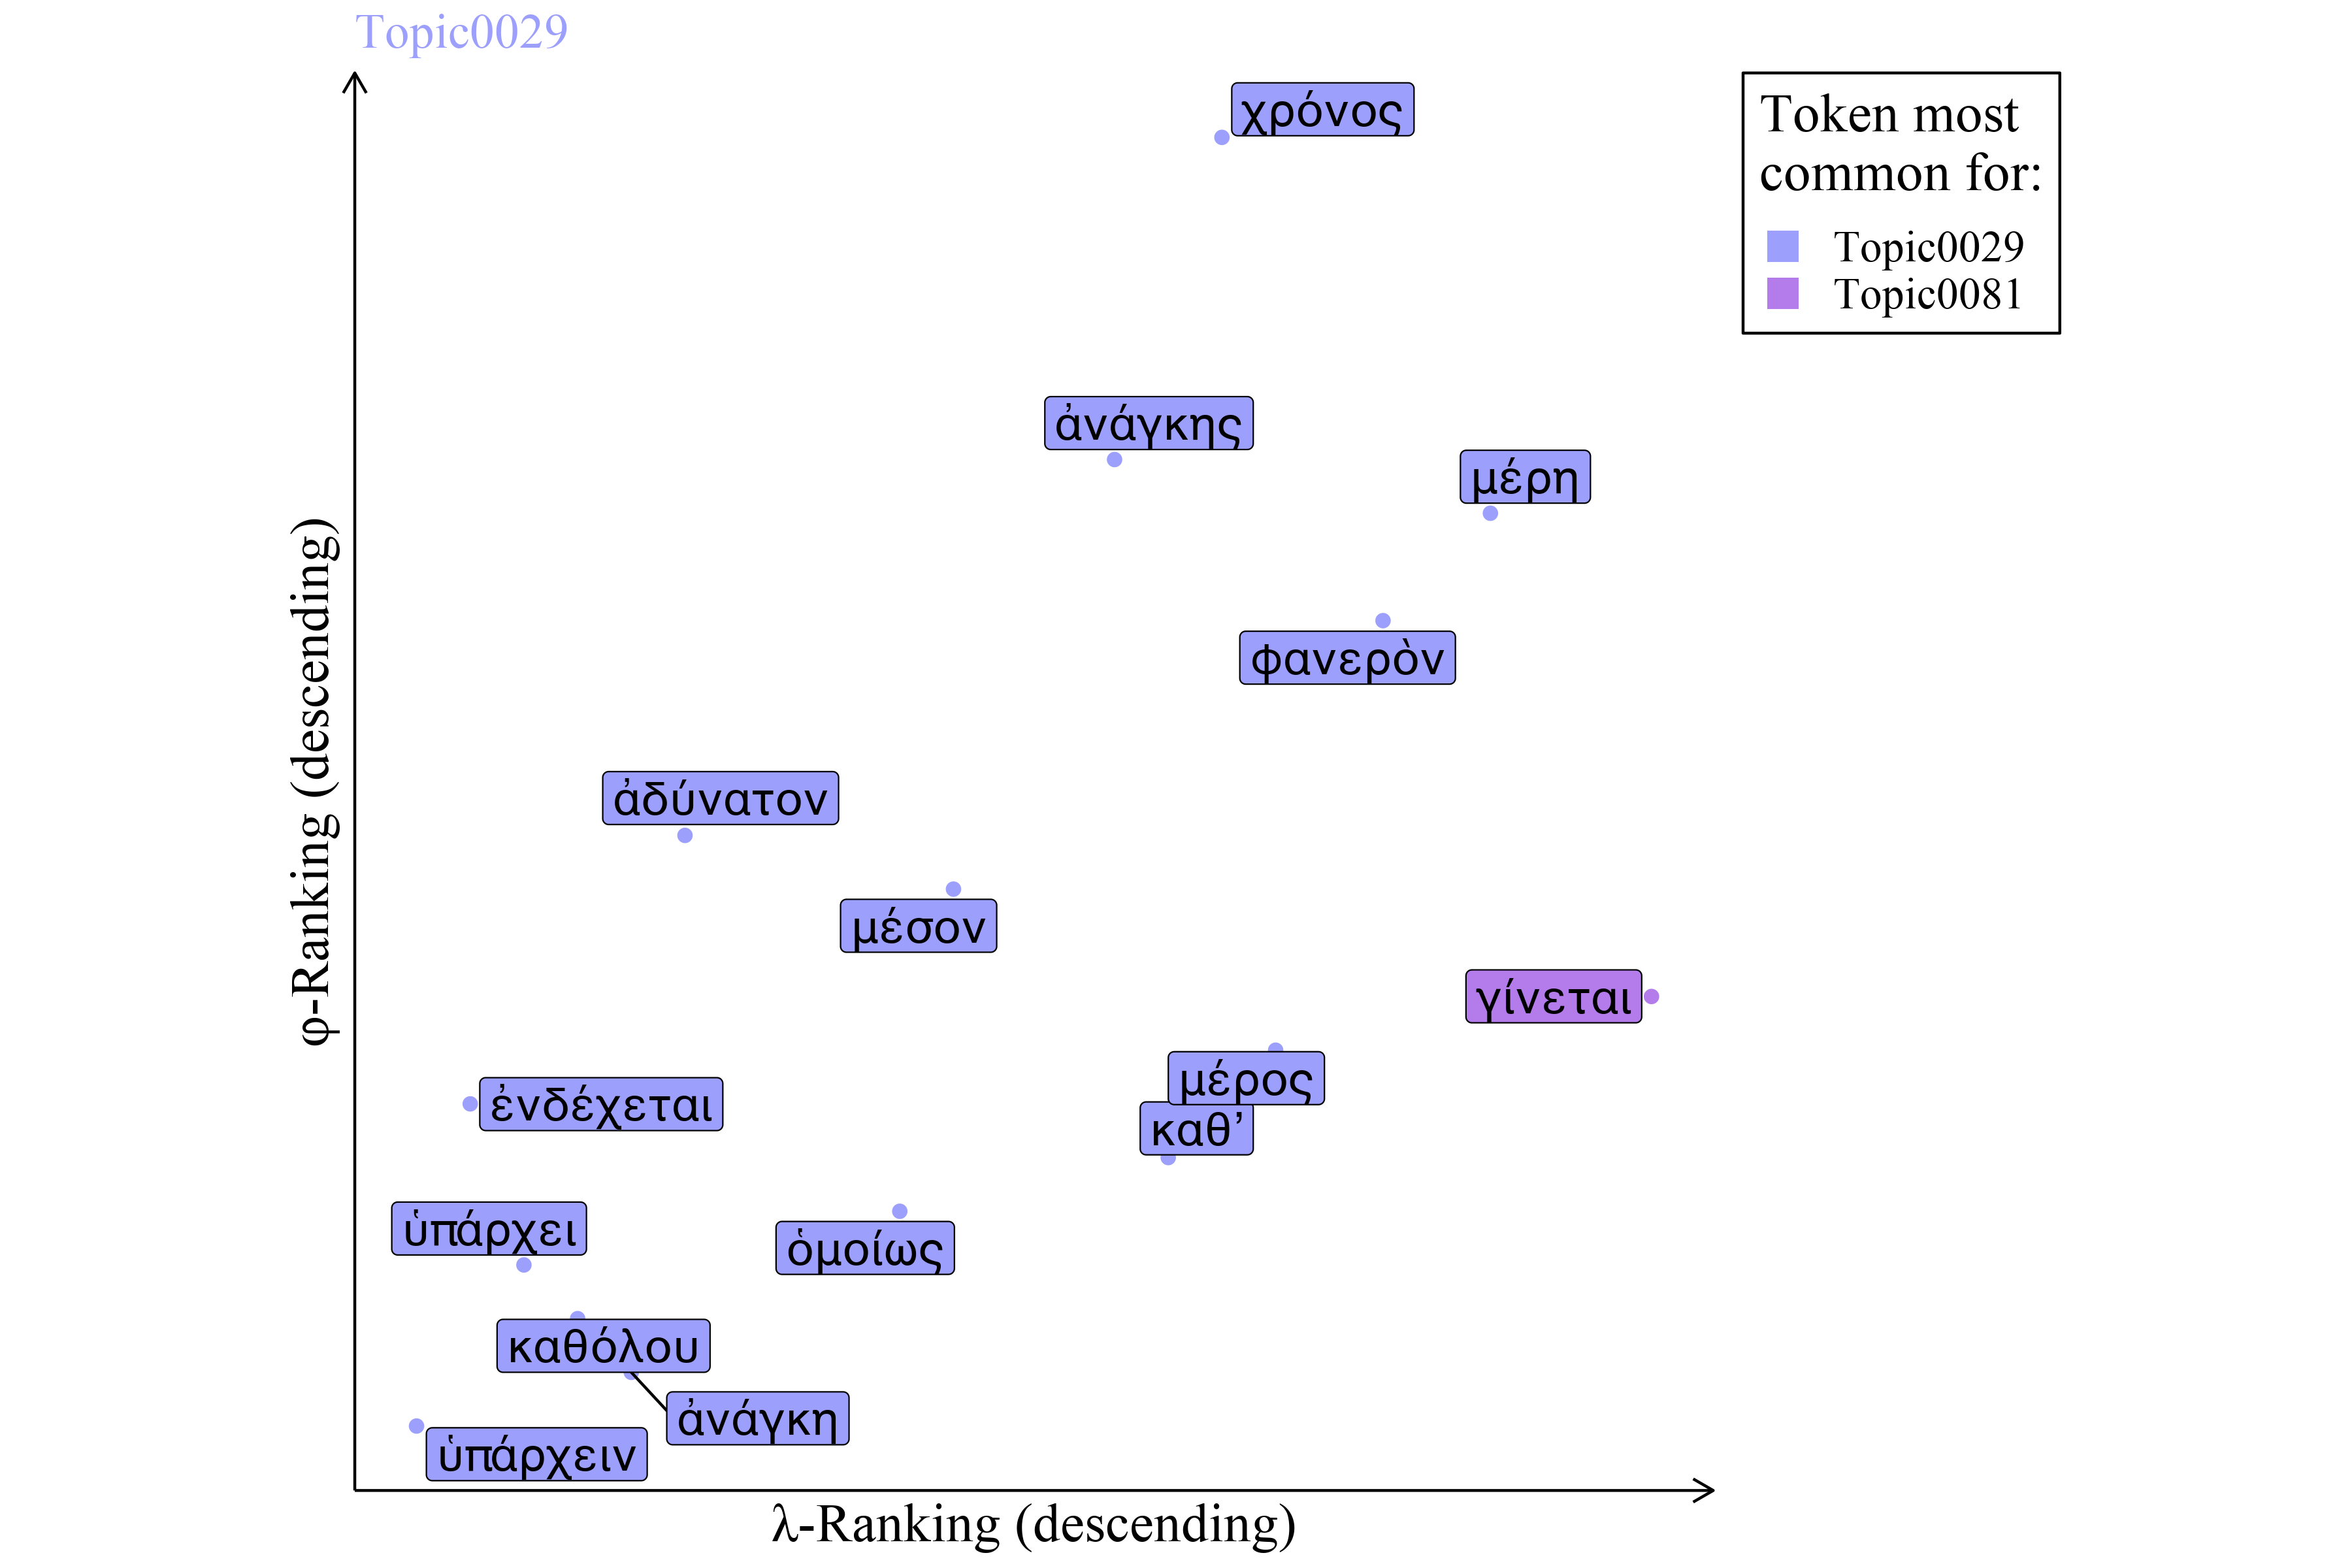 Topic0029
χρόνος
Token most
common for:
Topic0029
Topic0081
ἀνάγκης
μέρη
φανερὸν
ἀδύνατον
μέσον
γίνεται
μέρος
ἐνδέχεται
καθ’
ὑπάρχει
ὁμοίως
καθόλου
ἀνάγκη
ὑπάρχειν
φ-Ranking (descending)
λ-Ranking (descending)